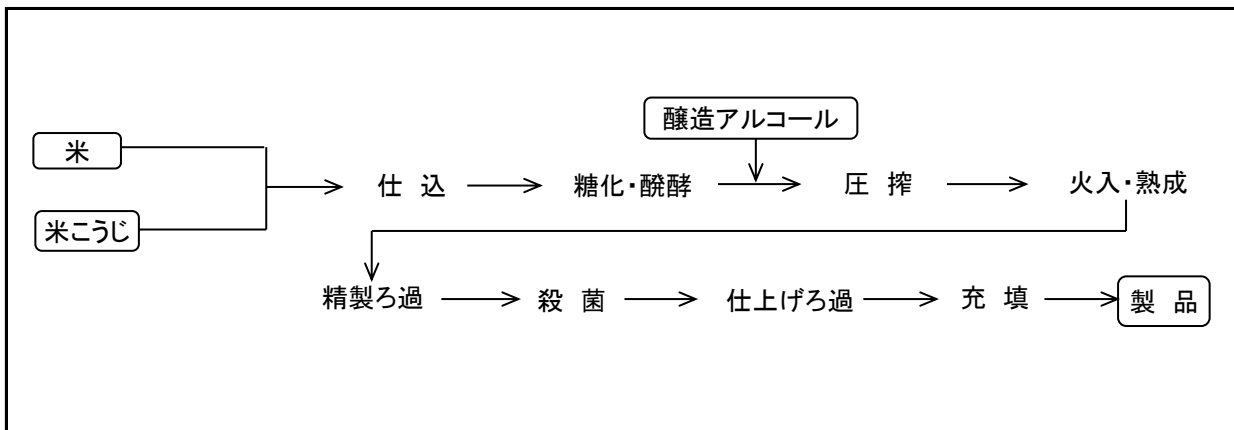 醸造アルコール
米
仕 込
糖化・醗酵
圧 搾
火入・熟成
米こうじ
精製ろ過
殺 菌
仕上げろ過
充 填
製 品